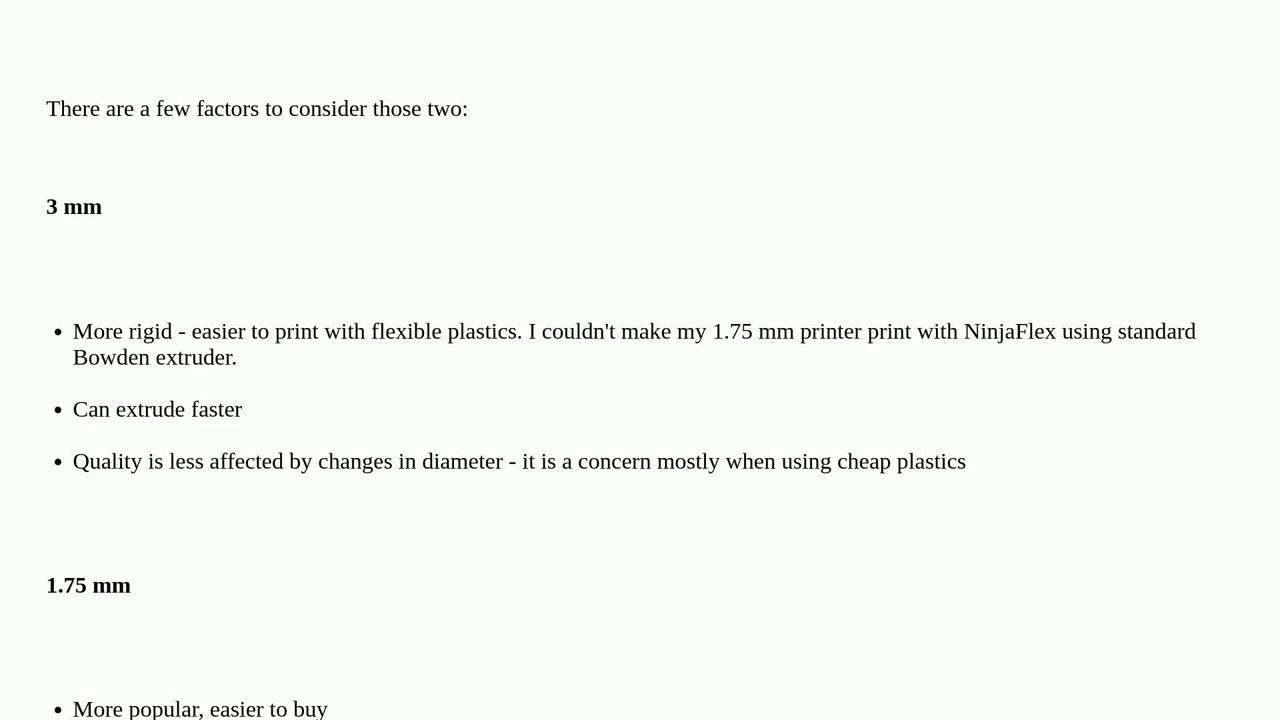 There are a few factors to consider those two:
3 mm
More rigid - easier to print with flexible plastics. I couldn't make my 1.75 mm printer print with NinjaFlex using standard
Bowden extruder.
Can extrude faster
Quality is less affected by changes in diameter - it is a concern mostly when using cheap plastics
1.75 mm
More popular, easier to buy